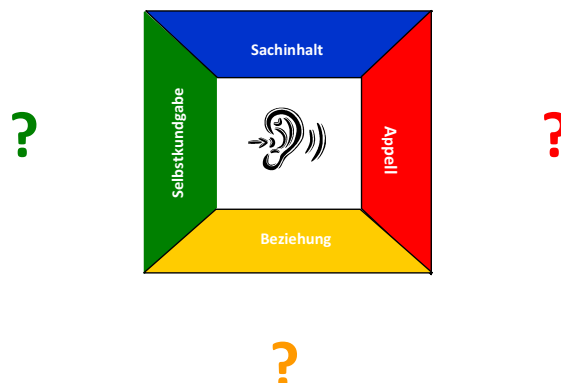 Sachinhalt
?
Selbstkundgabe
Appell
?
Beziehung
?